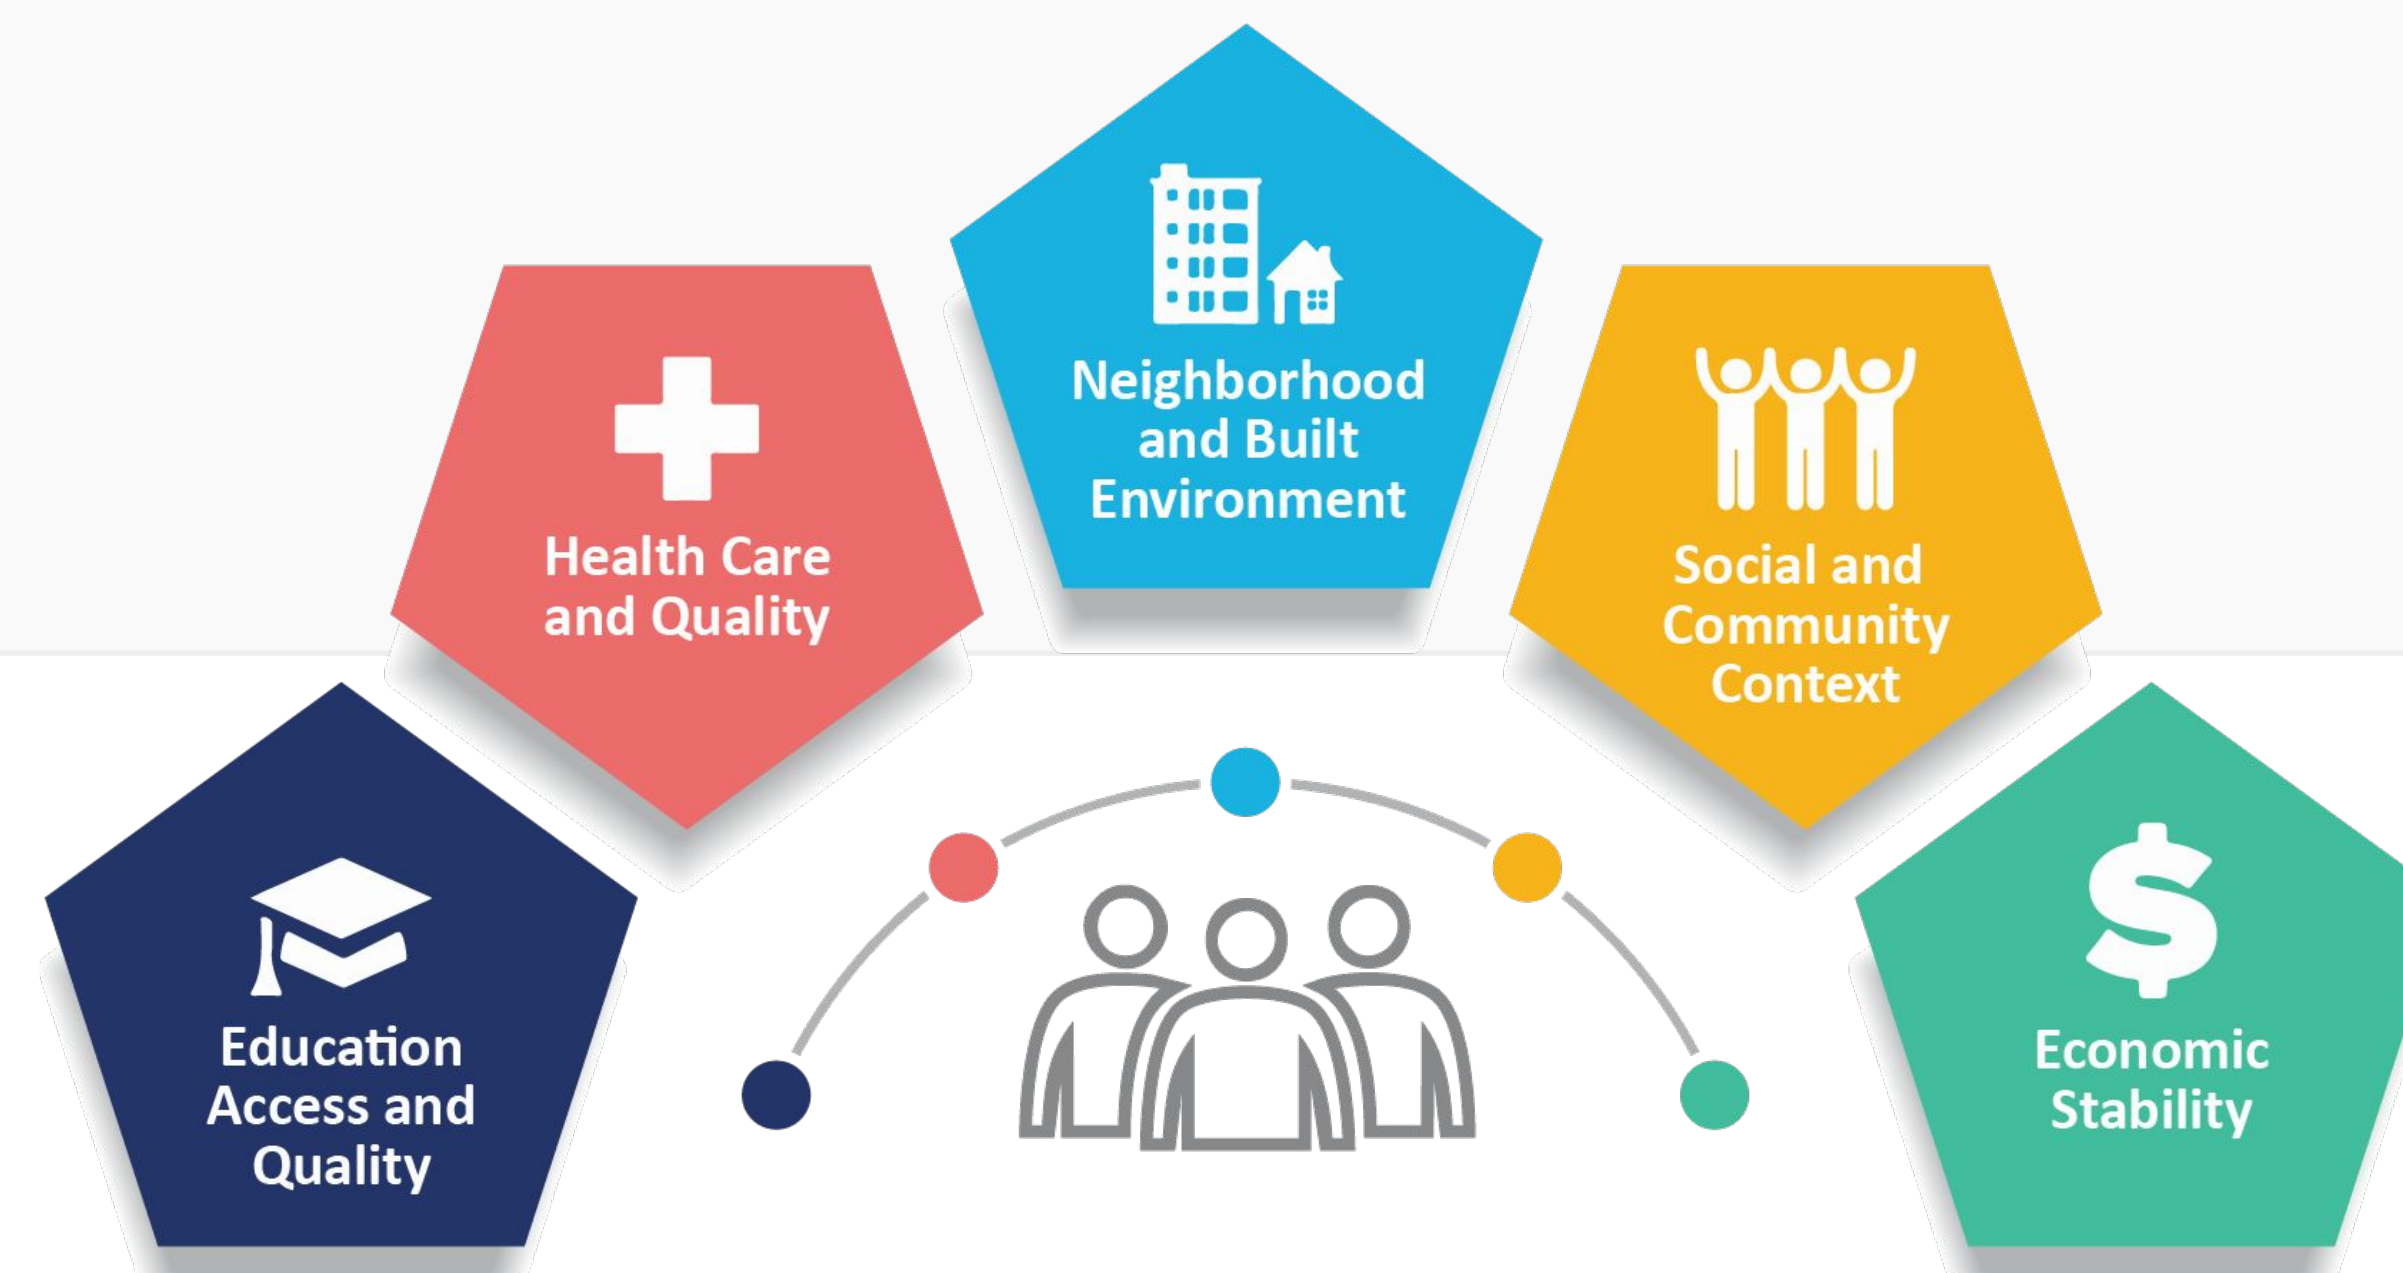 Neighborhood
and Built
Environment
Health Care
and Quality
Social and
Community
Context
Education
Access and
Quality
Economic
Stability